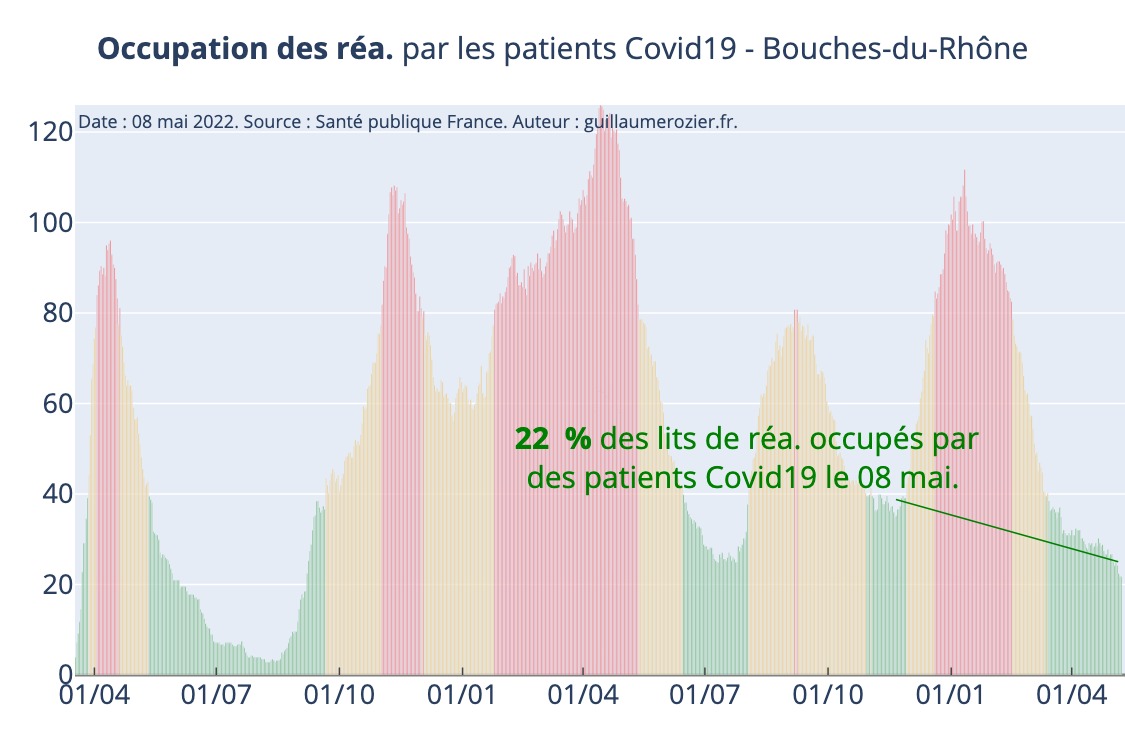 Occupation des réa. par les patients Covid19 - Bouches-du-Rhône
Date : 08 mai 2022. Source : Santé publique France. Auteur : guillaumerozier.fr.
120
100
80
60
40
20
0
22 % des lits de réa. occupés par
des patients Covid19 le 08 mai.
01/04 01/07 01/10 01/01 01/04 01/07 01/10 01/01 01/04